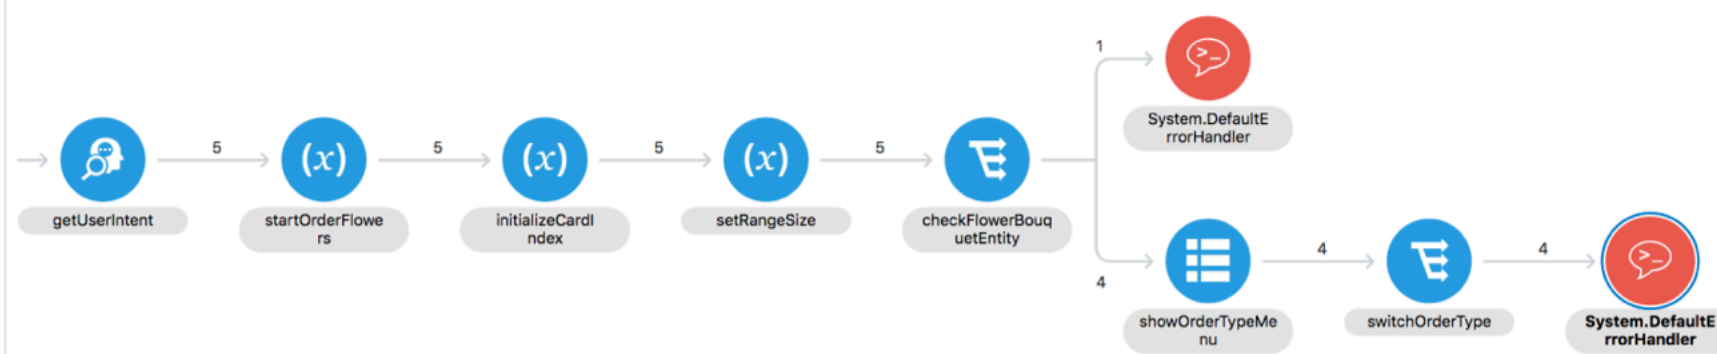 1
System.DefaultE
rrorHandler
5
5
5
5
getUserIntent
startOrderFlowe
rs
initializeCardI
ndex
setRangeSize
checkFlowerBouq
uetEntity
4
4
4
showOrderTypeMe
nu
switchOrderType
System.DefaultE
rrorHandler